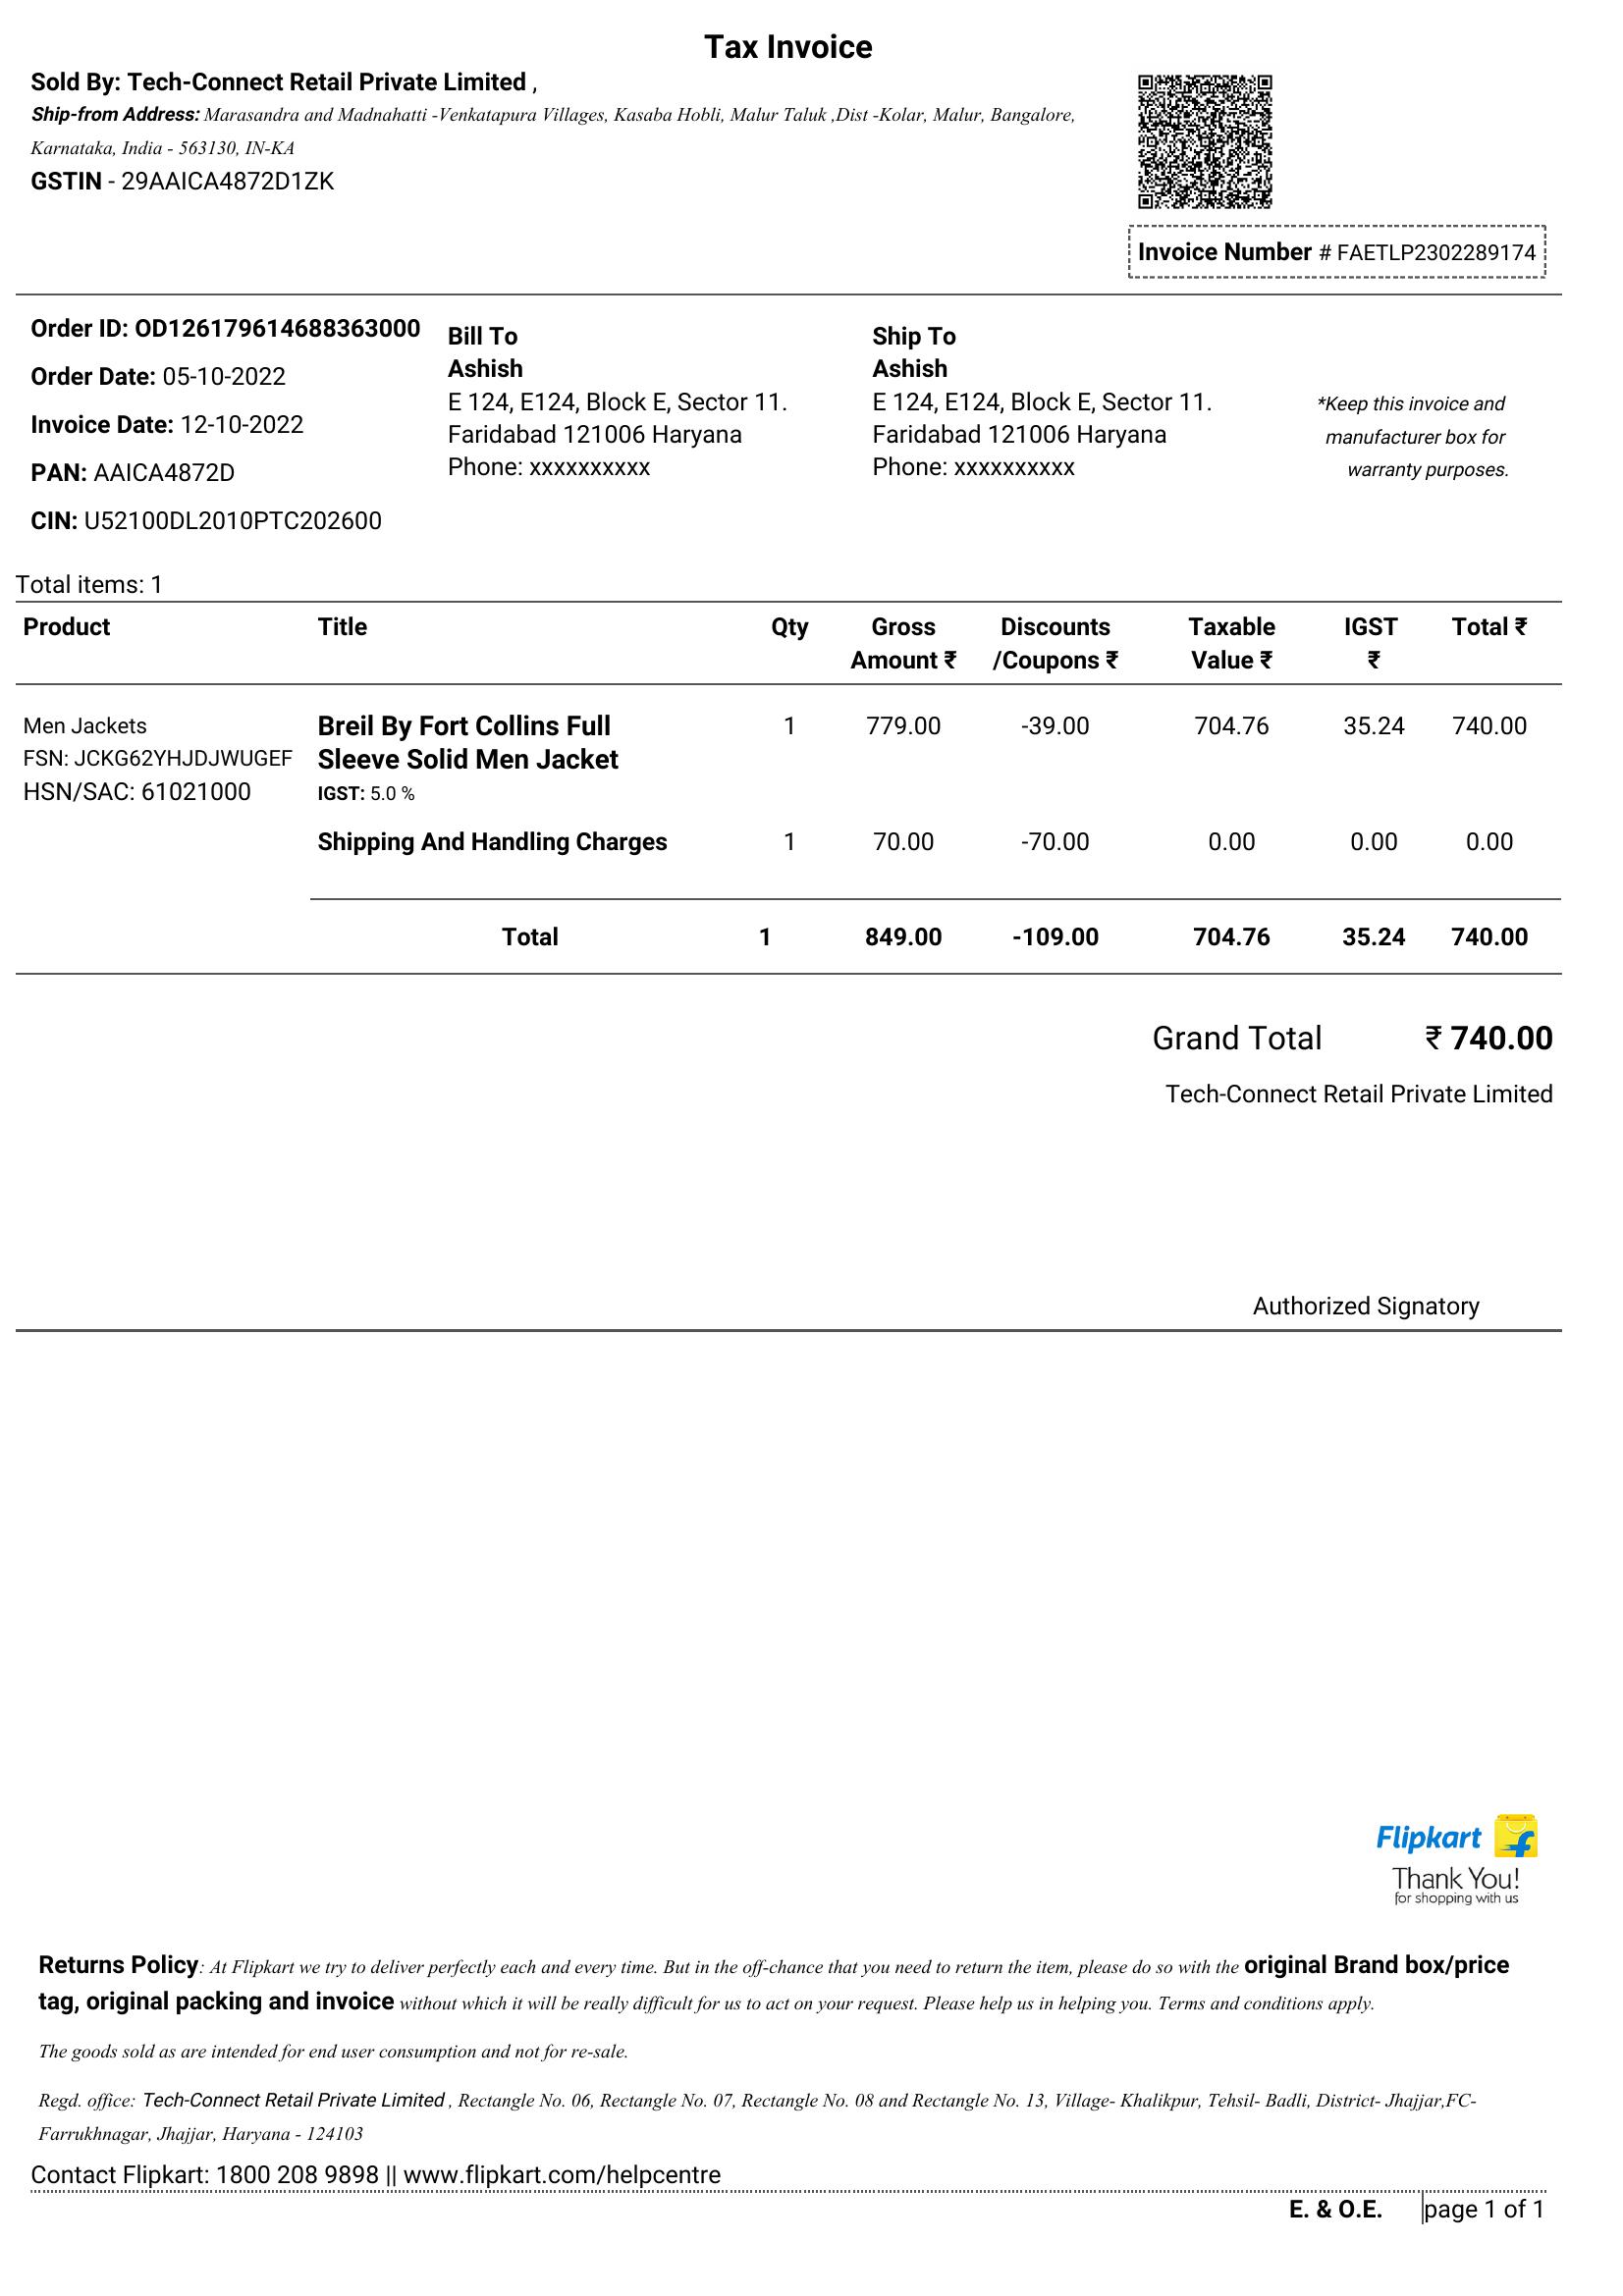 Tax Invoice
Sold By: Tech-Connect Retail Private Limited ,
Ship-from Address: Marasandra and Madnahatti -Venkatapura Villages, Kasaba Hobli, Malur Taluk ,Dist -Kolar, Malur, Bangalore,
Karnataka, India - 563130, IN-KA
GSTIN - 29AAICA4872D1ZK
Invoice Number # FAETLP2302289174
Order ID: OD126179614688363000
Order Date: 05-10-2022
Invoice Date: 12-10-2022
PAN: AAICA4872D
CIN: U52100DL2010PTC202600
Bill To
Ashish
E 124, E124, Block E, Sector 11.
Faridabad 121006 Haryana
Phone: xxxxxxxxxx
Ship To
Ashish
E 124, E124, Block E, Sector 11.
Faridabad 121006 Haryana
Phone: xxxxxxxxxx
*Keep this invoice and
manufacturer box for
warranty purposes.
Total items: 1
Product Title Qty Gross Amount ₹ Discounts /Coupons ₹ Taxable Value ₹ IGST ₹ Total ₹
Men Jackets
FSN: JCKG62YHJDJWUGEF
HSN/SAC: 61021000
Breil By Fort Collins Full 1 779.00 -39.00 704.76 35.24 740.00
Sleeve Solid Men Jacket
IGST: 5.0 %
Shipping And Handling Charges 1 70.00 -70.00 0.00 0.00 0.00
Total 1 849.00 -109.00 704.76 35.24 740.00
Grand Total ₹ 740.00
Tech-Connect Retail Private Limited
Authorized Signatory
Flipkart
Thank You!
for shopping with us
Returns Policy: At Flipkart we try to deliver perfectly each and every time. But in the off-chance that you need to return the item, please do so with the original Brand box/price
tag, original packing and invoice without which it will be really difficult for us to act on your request. Please help us in helping you. Terms and conditions apply.
The goods sold as are intended for end user consumption and not for re-sale.
Regd. office: Tech-Connect Retail Private Limited , Rectangle No. 06, Rectangle No. 07, Rectangle No. 08 and Rectangle No. 13, Village- Khalikpur, Tehsil- Badli, District- Jhajjar,FC-
Farrukhnagar, Jhajjar, Haryana - 124103
Contact Flipkart: 1800 208 9898 || www.flipkart.com/helpcentre
E. & O.E. page 1 of 1